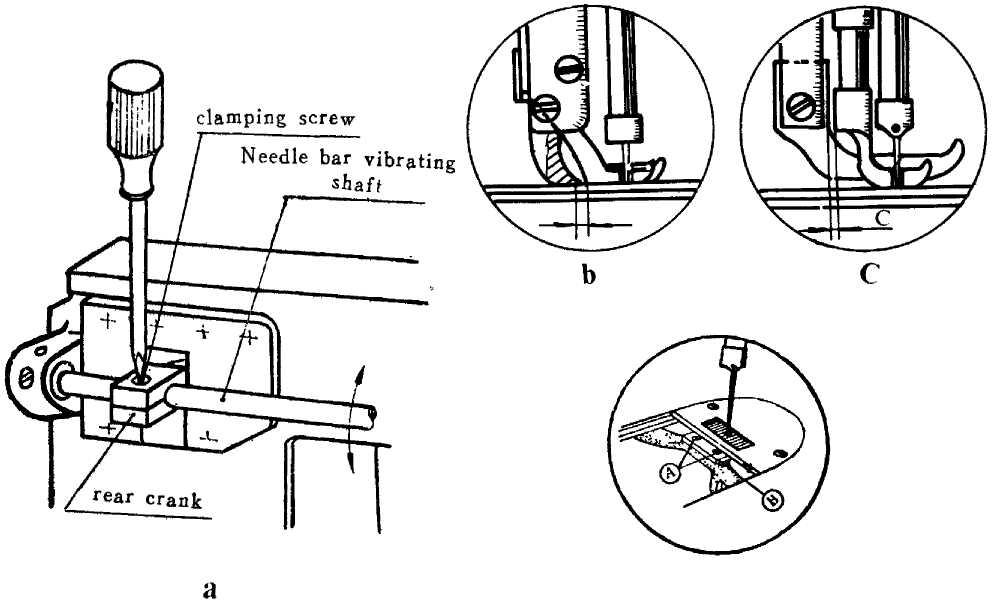 clamping screw
Needle bar vibrating
shaft
rear crank
a
b
C
C
A
B